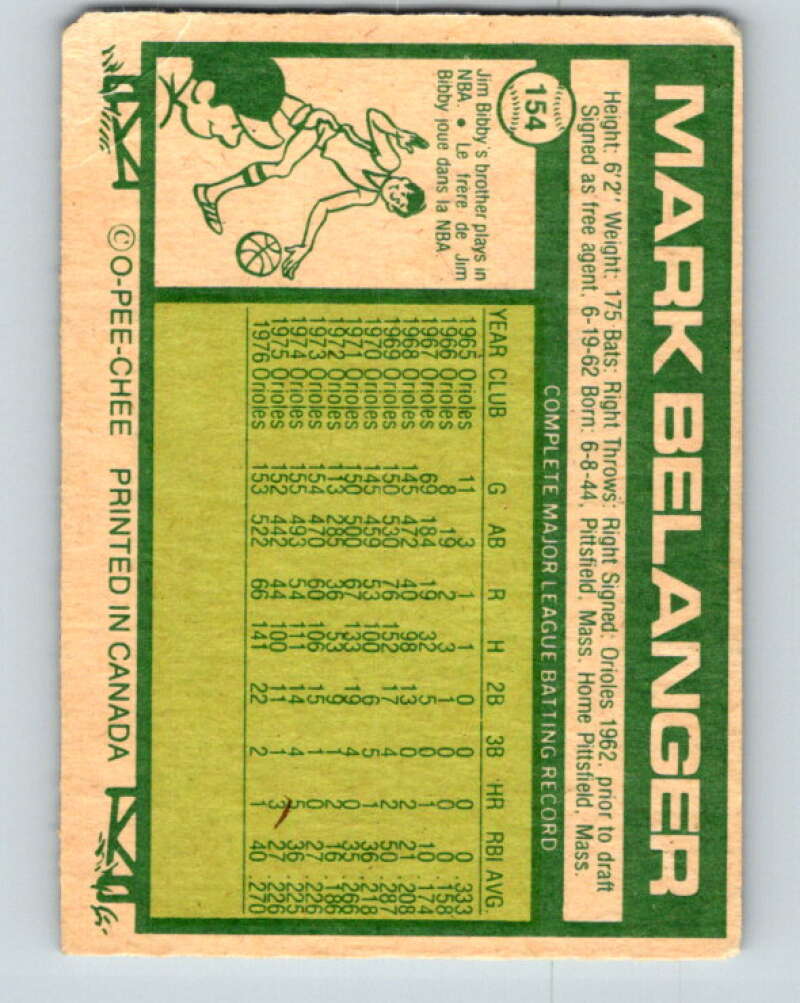 MARK BELANGER
Height: 6'2" Weight: 175 Bats: Right Throws: Right Signed: Orioles 1962, prior to draft
Signed as free agent, 6-19-62 Born: 6-8-44, Pittsfield, Mass. Home Pittsfield, Mass.
154
COMPLETE MAJOR LEAGUE BATTING RECORD
Jim Bibby's brother plays in
NBA. • Le frère de Jim
Bibby joue dans la NBA.
YEAR CLUB G AB R H 2B 3B HR RBI AVG.
1965 Orioles 11 3 1 1 0 0 0 0 .333
1966 Orioles 8 19 2 3 1 0 0 0 .158
1967 Orioles 69 184 19 32 5 0 1 10 .174
1968 Orioles 145 472 40 98 13 0 2 21 .208
1969 Orioles 150 530 76 152 17 4 2 50 .287
1970 Orioles 145 459 53 100 6 5 1 36 .218
1971 Orioles 150 500 67 133 19 4 0 35 .266
1972 Orioles 113 285 36 53 9 1 2 16 .186
1973 Orioles 154 470 60 106 15 1 0 27 .226
1974 Orioles 155 493 54 111 14 4 5 36 .225
1975 Orioles 152 442 44 100 11 1 3 27 .226
1976 Orioles 153 522 66 141 22 2 1 40 .270
©O-PEE-CHEE PRINTED IN CANADA